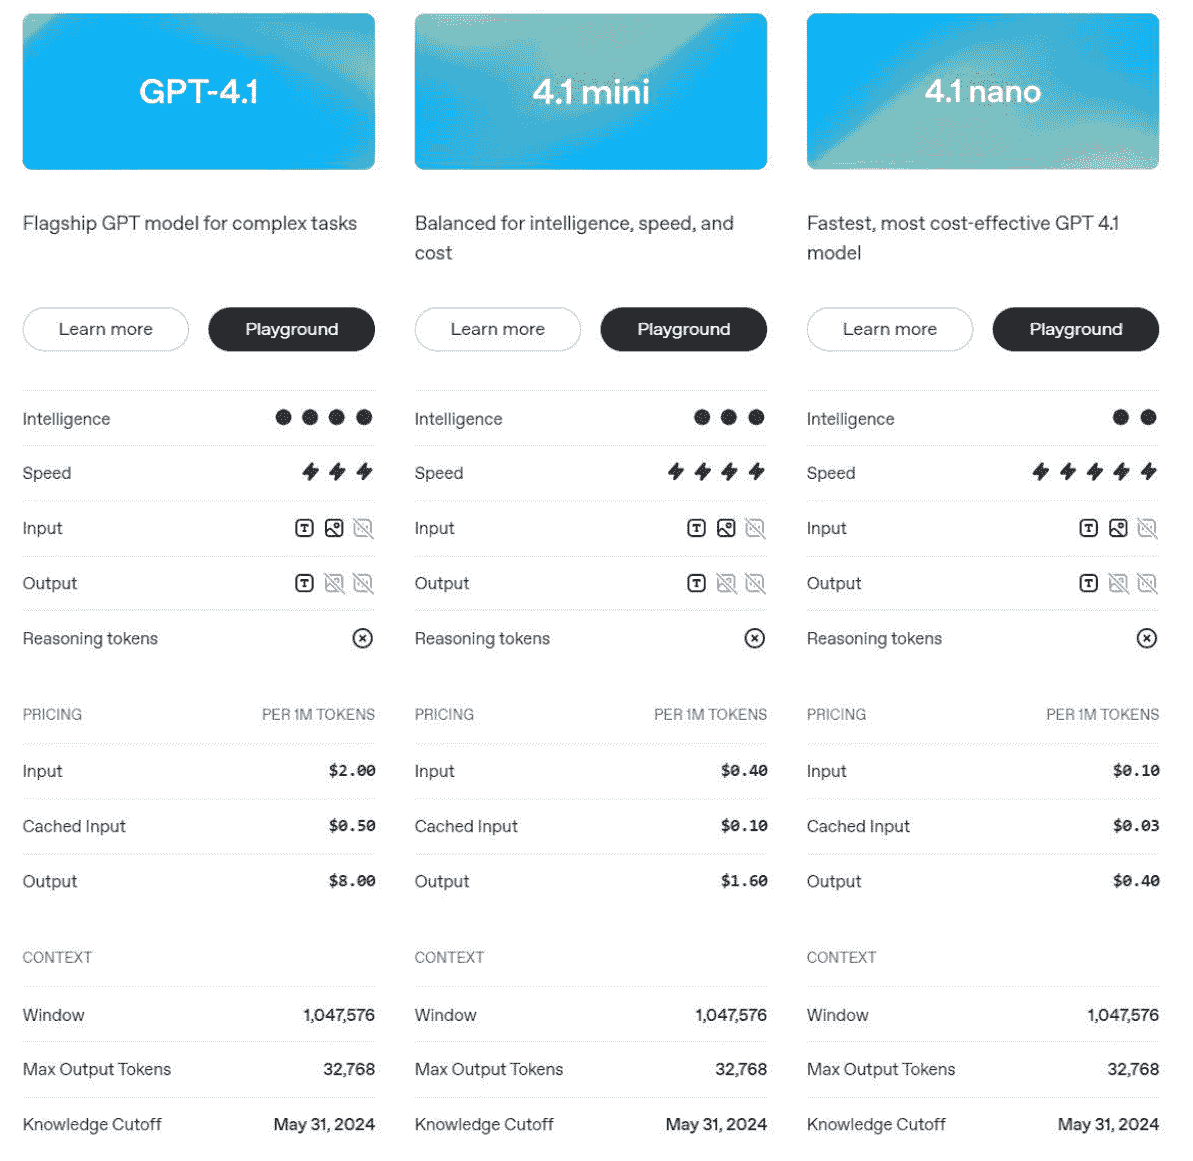 GPT-4.1
Flagship GPT model for complex tasks
Learn more
Playground
Intelligence
Speed
Input
T
Output
T
Reasoning tokens
PRICING PER 1M TOKENS
Input $2.00
Cached Input $0.50
Output $8.00
CONTEXT
Window 1,047,576
Max Output Tokens 32,768
Knowledge Cutoff May 31, 2024
4.1 mini
Balanced for intelligence, speed, and
cost
Learn more
Playground
Intelligence
Speed
Input
T
Output
T
Reasoning tokens
PRICING PER 1M TOKENS
Input $0.40
Cached Input $0.10
Output $1.60
CONTEXT
Window 1,047,576
Max Output Tokens 32,768
Knowledge Cutoff May 31, 2024
4.1 nano
Fastest, most cost-effective GPT 4.1
model
Learn more
Playground
Intelligence
Speed
Input
T
Output
T
Reasoning tokens
PRICING PER 1M TOKENS
Input $0.10
Cached Input $0.03
Output $0.40
CONTEXT
Window 1,047,576
Max Output Tokens 32,768
Knowledge Cutoff May 31, 2024